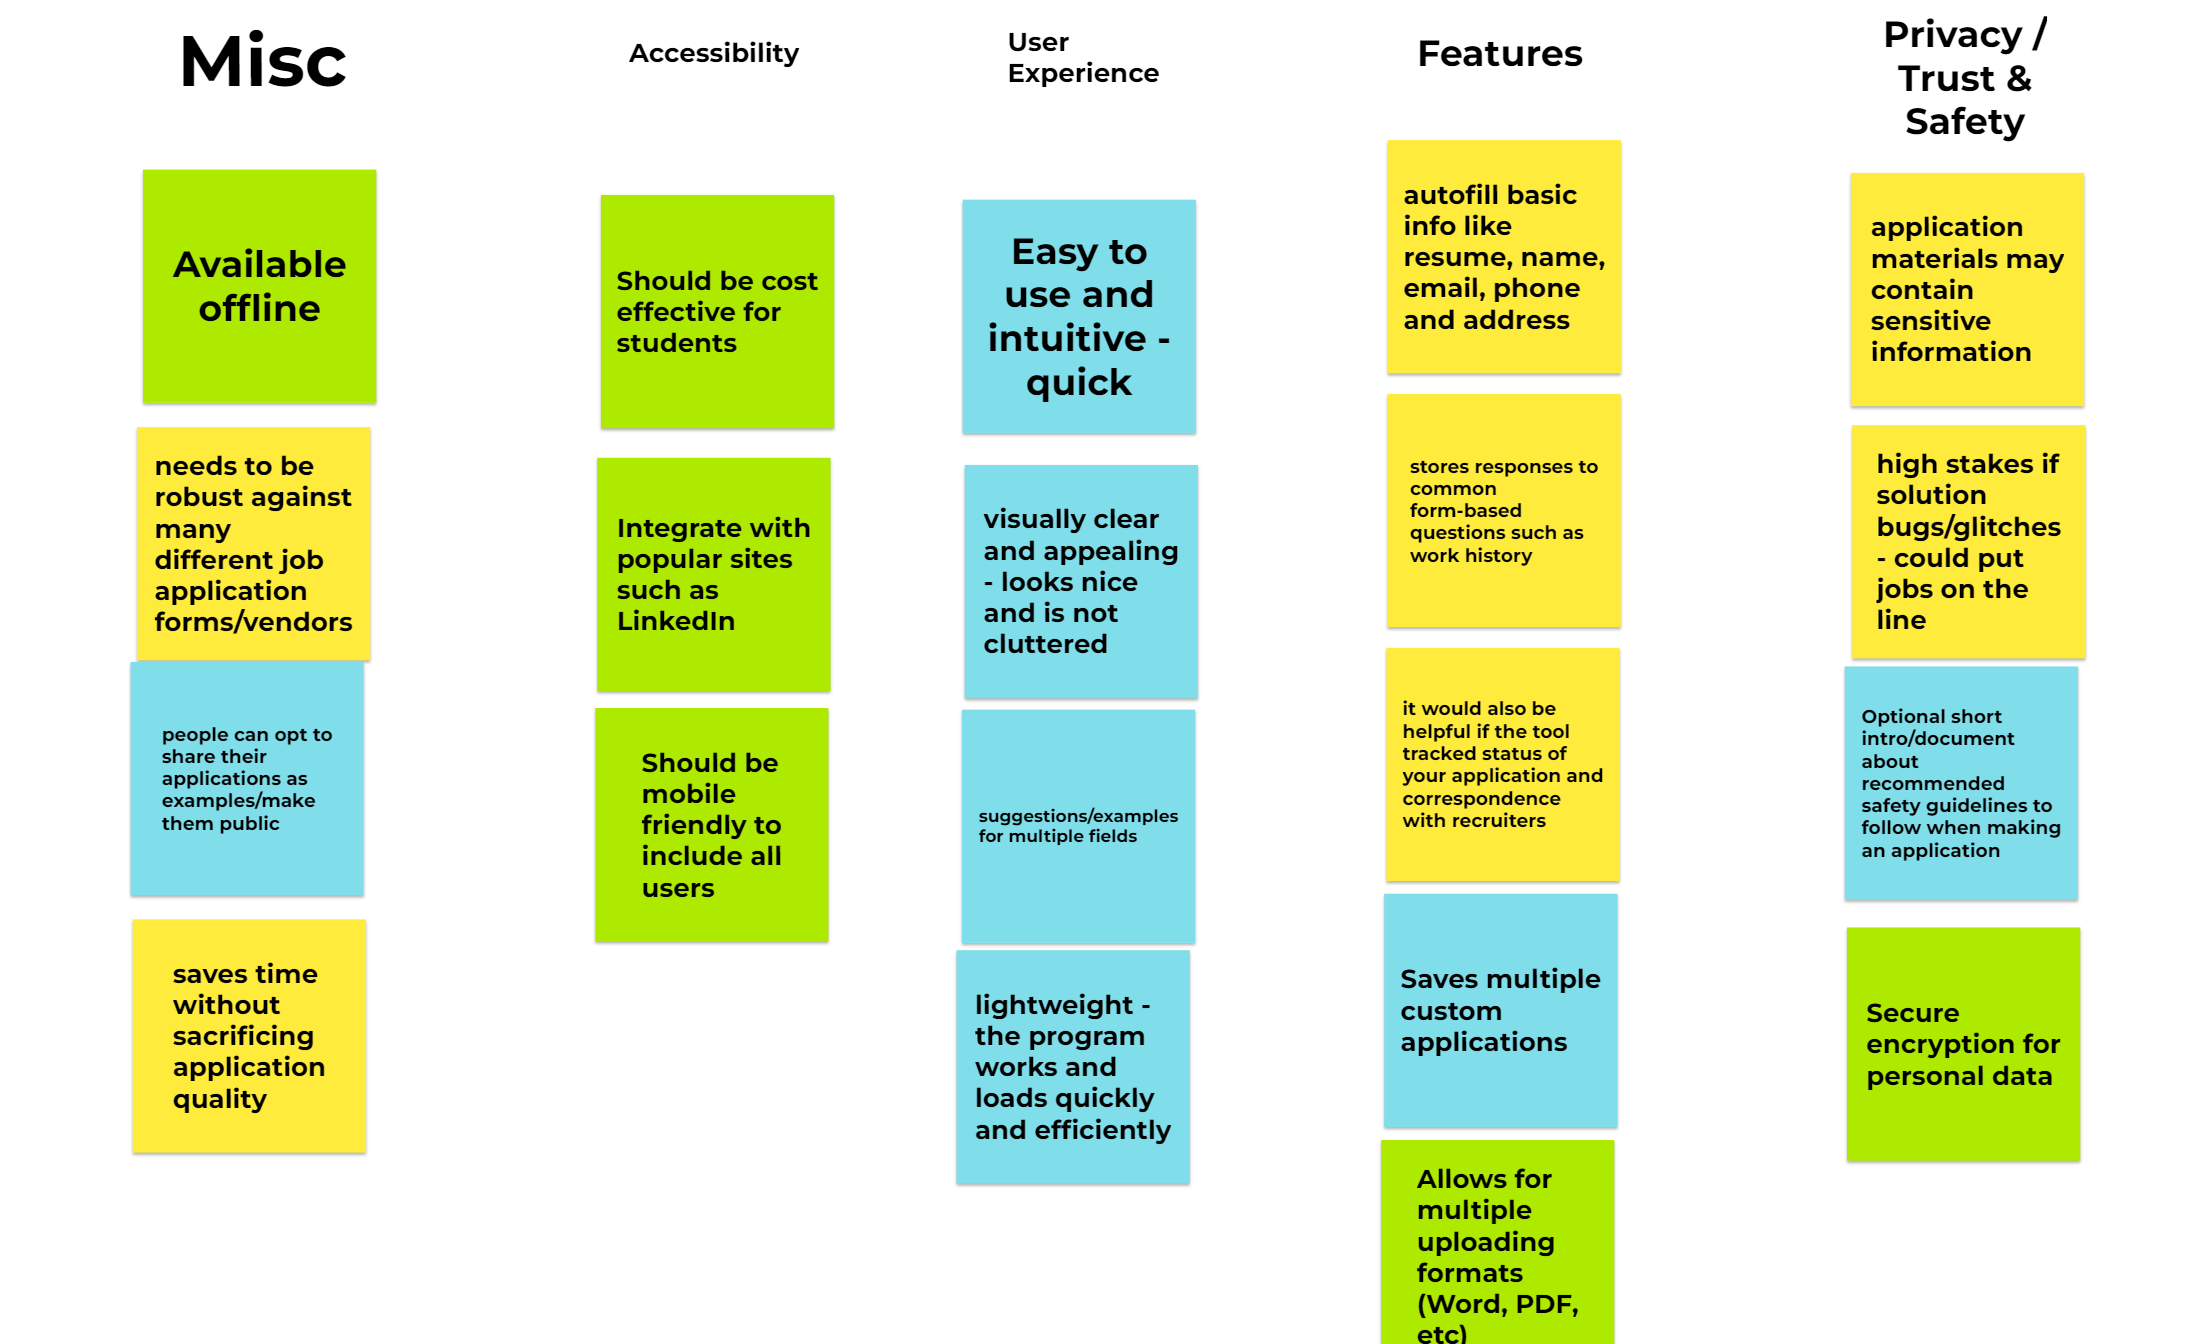 Misc
Available
offline
needs to be
robust against
many
different job
application
forms/vendors
people can opt to
share their
applications as
examples/make
them public
saves time
without
sacrificing
application
quality
Accessibility
Should be cost
effective for
students
Integrate with
popular sites
such as
LinkedIn
Should be
mobile
friendly to
include all
users
User
Experience
Easy to
use and
intuitive -
quick
visually clear
and appealing
- looks nice
and is not
cluttered
suggestions/examples
for multiple fields
lightweight -
the program
works and
loads quickly
and efficiently
Features
autofill basic
info like
resume, name,
email, phone
and address
stores responses to
common
form-based
questions such as
work history
it would also be
helpful if the tool
tracked status of
your application and
correspondence
with recruiters
Saves multiple
custom
applications
Allows for
multiple
uploading
formats
(Word, PDF,
etc)
Privacy /
Trust &
Safety
application
materials may
contain
sensitive
information
high stakes if
solution
bugs/glitches
- could put
jobs on the
line
Optional short
intro/document
about
recommended
safety guidelines to
follow when making
an application
Secure
encryption for
personal data